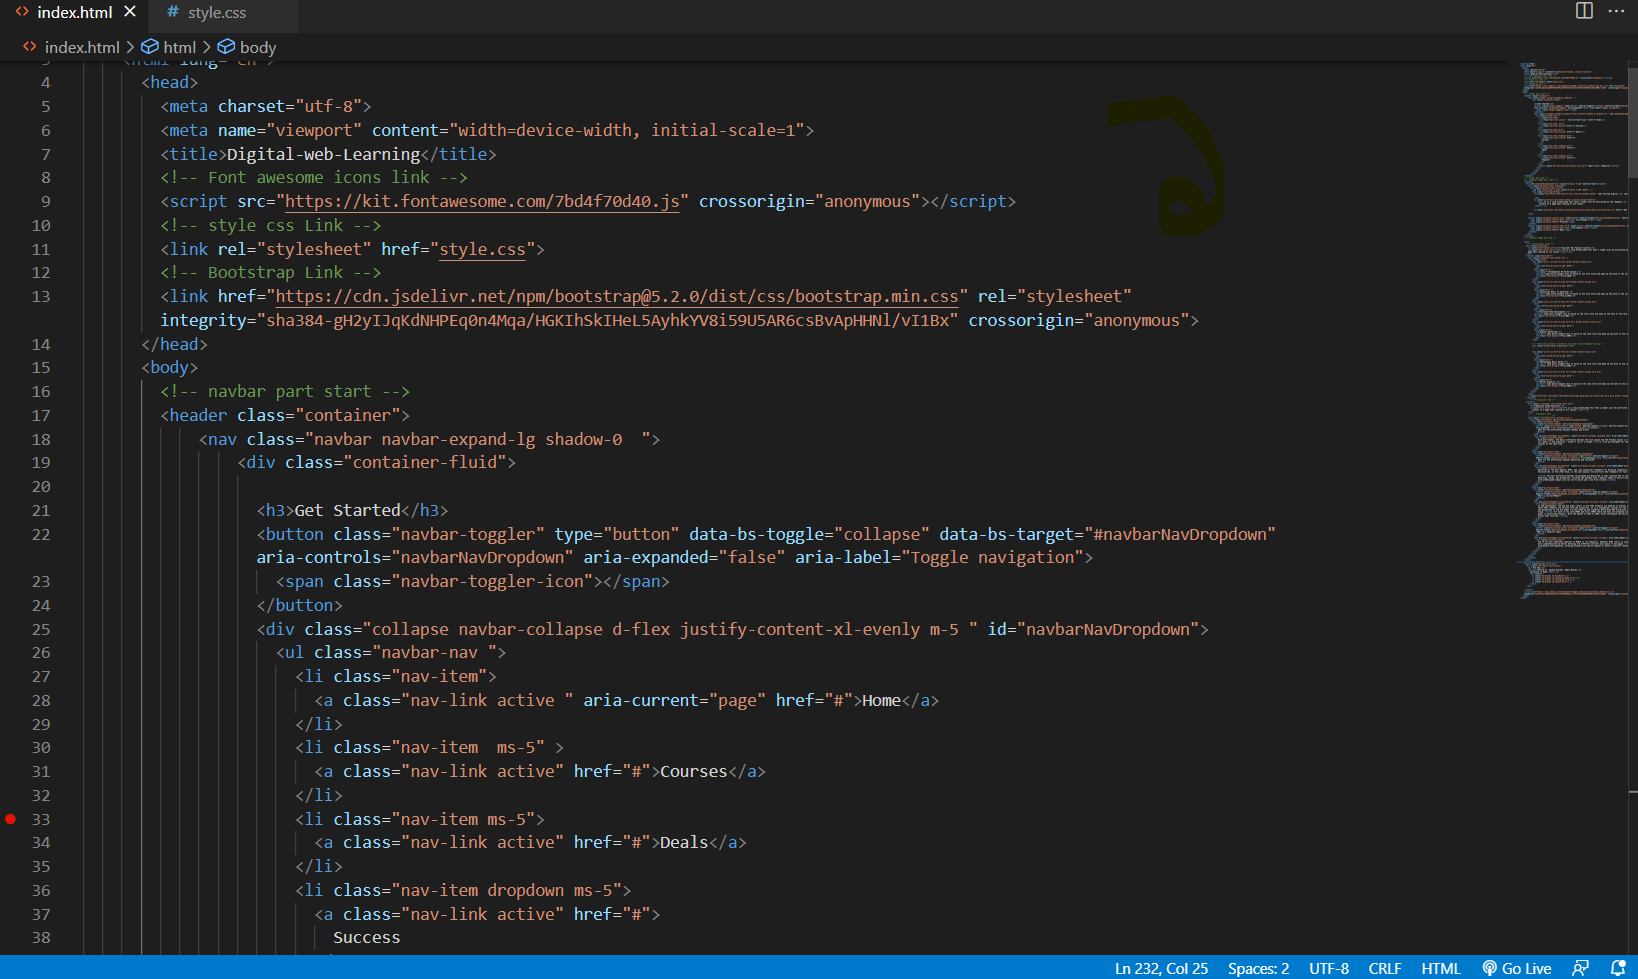 index.html × # style.css
index.html > html > body
3 <html lang="en">
4 <head>
5 <meta charset="utf-8">
6 <meta name="viewport" content="width=device-width, initial-scale=1">
7 <title>Digital-web-Learning</title>
8 <!-- Font awesome icons link -->
9 <script src="https://kit.fontawesome.com/7bd4f70d40.js" crossorigin="anonymous"></script>
10 <!-- style css Link -->
11 <link rel="stylesheet" href="style.css">
12 <!-- Bootstrap Link -->
13 <link href="https://cdn.jsdelivr.net/npm/bootstrap@5.2.0/dist/css/bootstrap.min.css" rel="stylesheet"
integrity="sha384-gH2yIJqKdNHPEq0n4Mqa/HGKIhSkIHeL5AyhkYV8i59U5AR6csBvApHHNl/vI1Bx" crossorigin="anonymous">
14 </head>
15 <body>
16 <!-- navbar part start -->
17 <header class="container">
18 <nav class="navbar navbar-expand-lg shadow-0  ">
19 <div class="container-fluid">
20
21 <h3>Get Started</h3>
22 <button class="navbar-toggler" type="button" data-bs-toggle="collapse" data-bs-target="#navbarNavDropdown"
aria-controls="navbarNavDropdown" aria-expanded="false" aria-label="Toggle navigation">
23 <span class="navbar-toggler-icon"></span>
24 </button>
25 <div class="collapse navbar-collapse d-flex justify-content-xl-evenly m-5 " id="navbarNavDropdown">
26 <ul class="navbar-nav ">
27 <li class="nav-item">
28 <a class="nav-link active " aria-current="page" href="#">Home</a>
29 </li>
30 <li class="nav-item  ms-5" >
31 <a class="nav-link active" href="#">Courses</a>
32 </li>
33 <li class="nav-item ms-5">
34 <a class="nav-link active" href="#">Deals</a>
35 </li>
36 <li class="nav-item dropdown ms-5">
37 <a class="nav-link active" href="#">
38 Success
Ln 232, Col 25 Spaces: 2 UTF-8 CRLF HTML Go Live